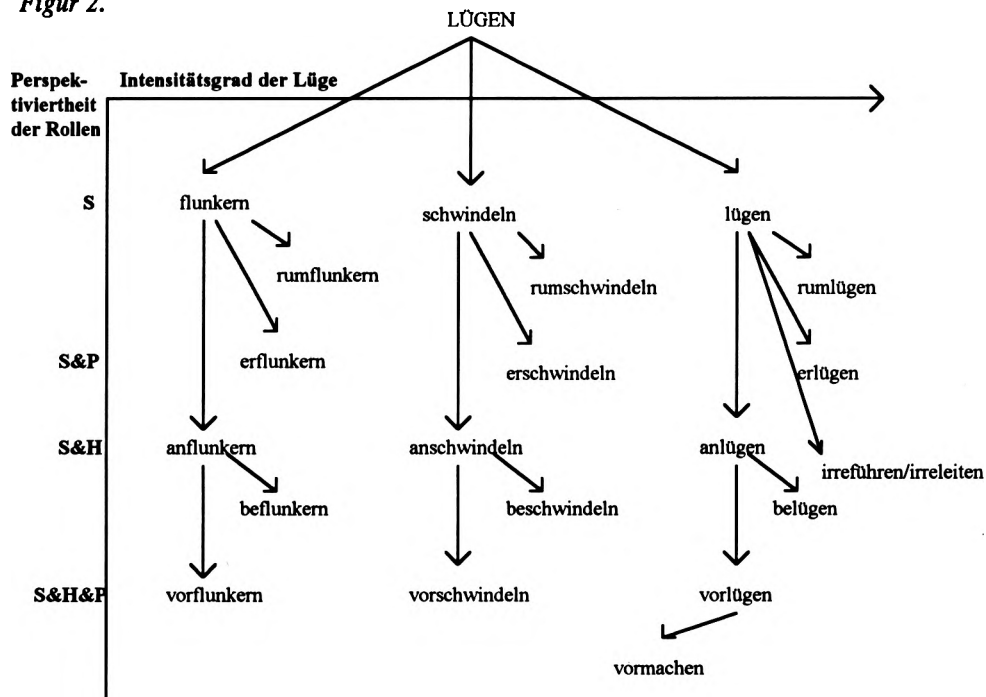 Figur 2.
LÜGEN
Perspek-
tiviertheit
der Rollen
Intensitätsgrad der Lüge
S
flunkern
schwindeln
lügen
rumflunkern
rumschwindeln
rumlügen
S&P
erflunkern
erschwindeln
erlügen
S&H
anflunkern
anschwindeln
anlügen
irreführen/irreleiten
beflunkern
beschwindeln
belügen
S&H&P
vorflunkern
vorschwindeln
vorlügen
vormachen